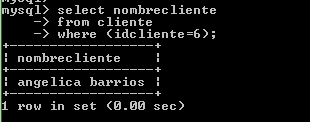 mysql> select nombrecliente
-> from cliente
-> where (idcliente=6);
+------------------+
| nombrecliente    |
+------------------+
| angelica barrios |
+------------------+
1 row in set (0.00 sec)